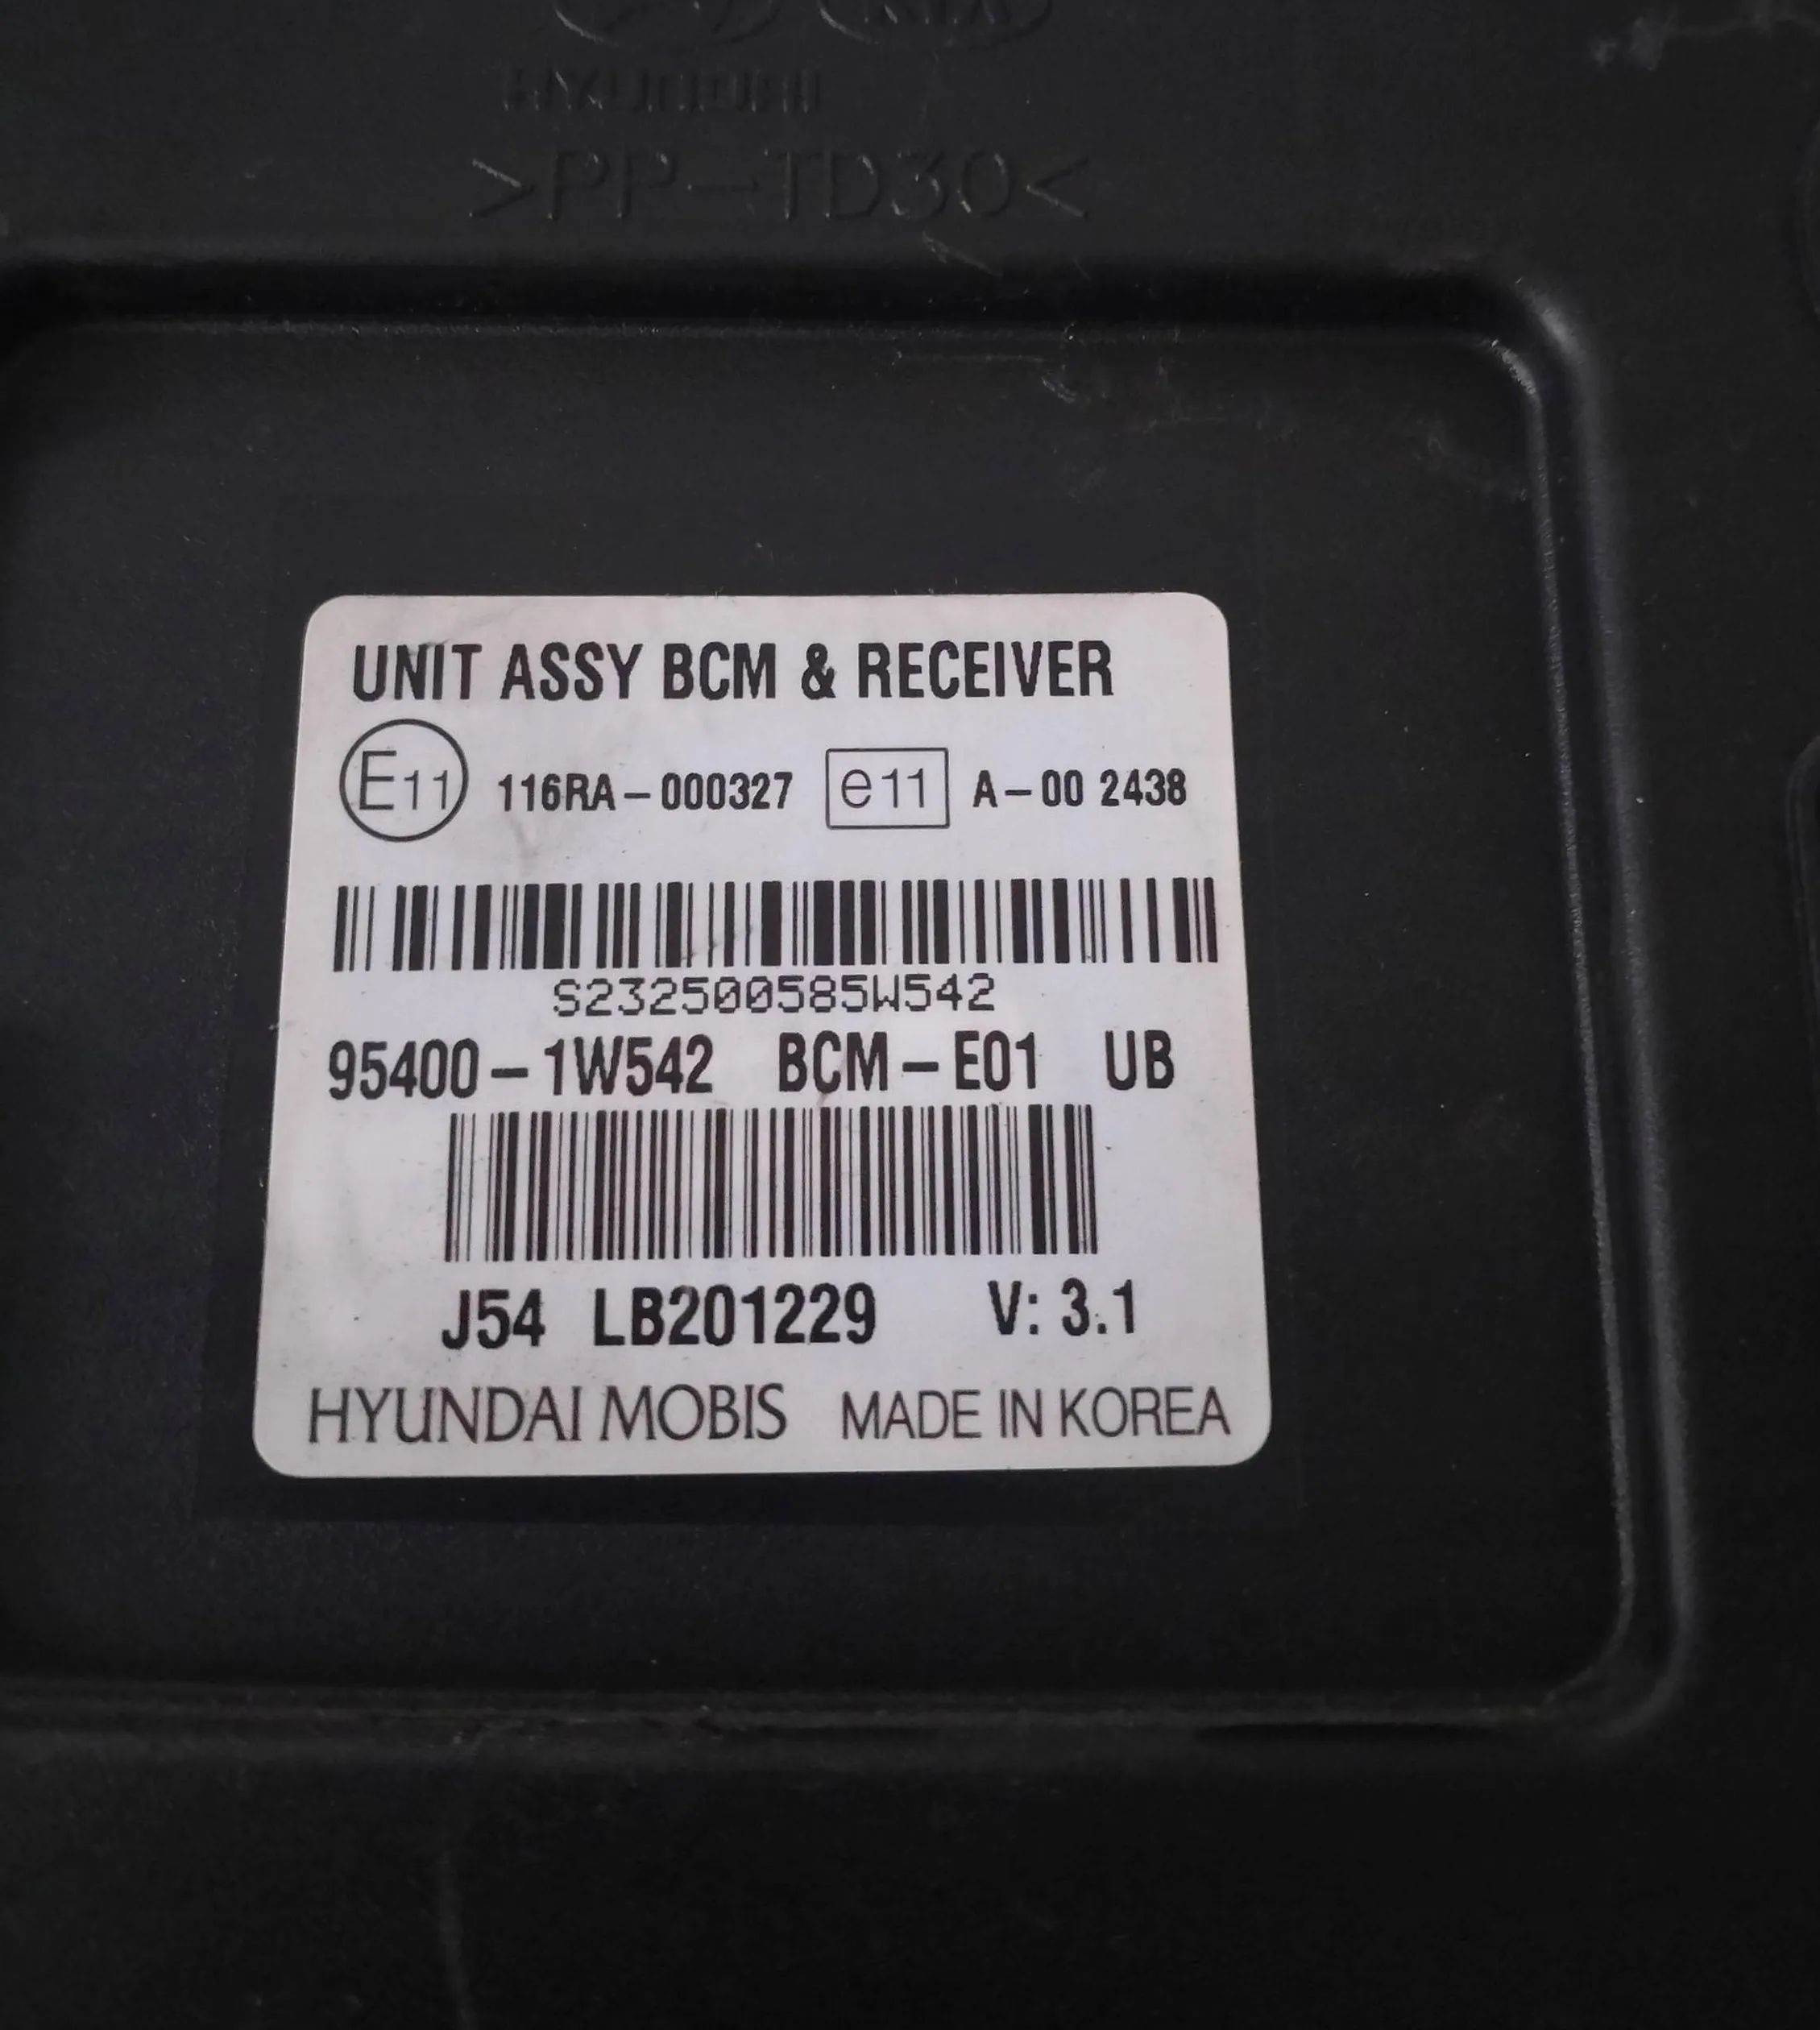 KIA
HYUNDAI
>PP-TD30<
UNIT ASSY BCM & RECEIVER
E11 116RA-000327 e11 A-00 2438
S232500585W542
95400-1W542 BCM-E01 UB
J54 LB201229 V: 3.1
HYUNDAI MOBIS MADE IN KOREA